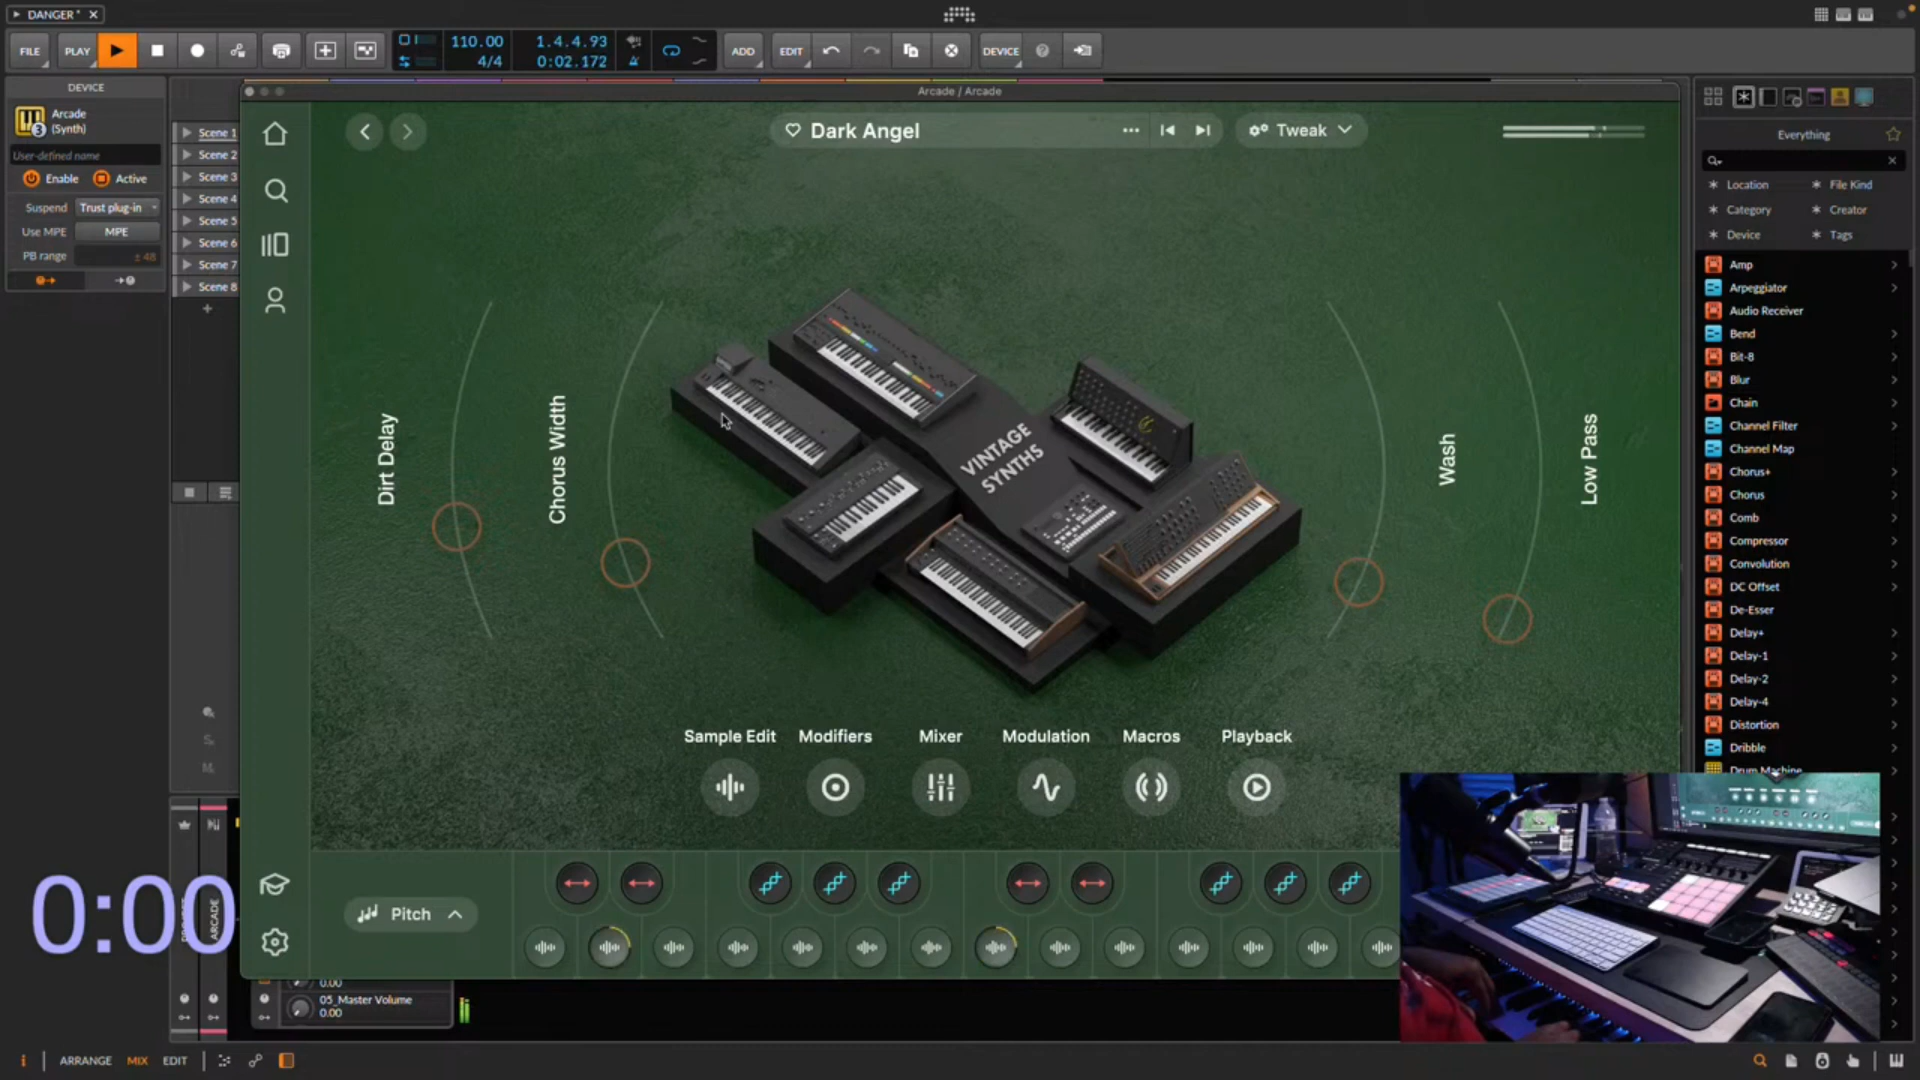 DANGER *
FILE
PLAY
110.00
4/4
1.4.4.93
0:02.172
ADD
EDIT
DEVICE
DEVICE
Arcade
(Synth)
User-defined name
Enable
Active
Suspend
Trust plug-in
Use MPE
MPE
PB range
± 48
Scene 1
Scene 2
Scene 3
Scene 4
Scene 5
Scene 6
Scene 7
Scene 8
Arcade / Arcade
Dark Angel
Tweak
Dirt Delay
Chorus Width
VINTAGE
SYNTHS
Wash
Low Pass
Sample Edit
Modifiers
Mixer
Modulation
Macros
Playback
Pitch
0:00
ARCADE
0.00
05_Master Volume
0.00
ARRANGE
MIX
EDIT
Everything
Location
File Kind
Category
Creator
Device
Tags
Amp
Arpeggiator
Audio Receiver
Bend
Bit-8
Blur
Chain
Channel Filter
Channel Map
Chorus+
Chorus
Comb
Compressor
Convolution
DC Offset
De-Esser
Delay+
Delay-1
Delay-2
Delay-4
Distortion
Dribble
Drum Machine